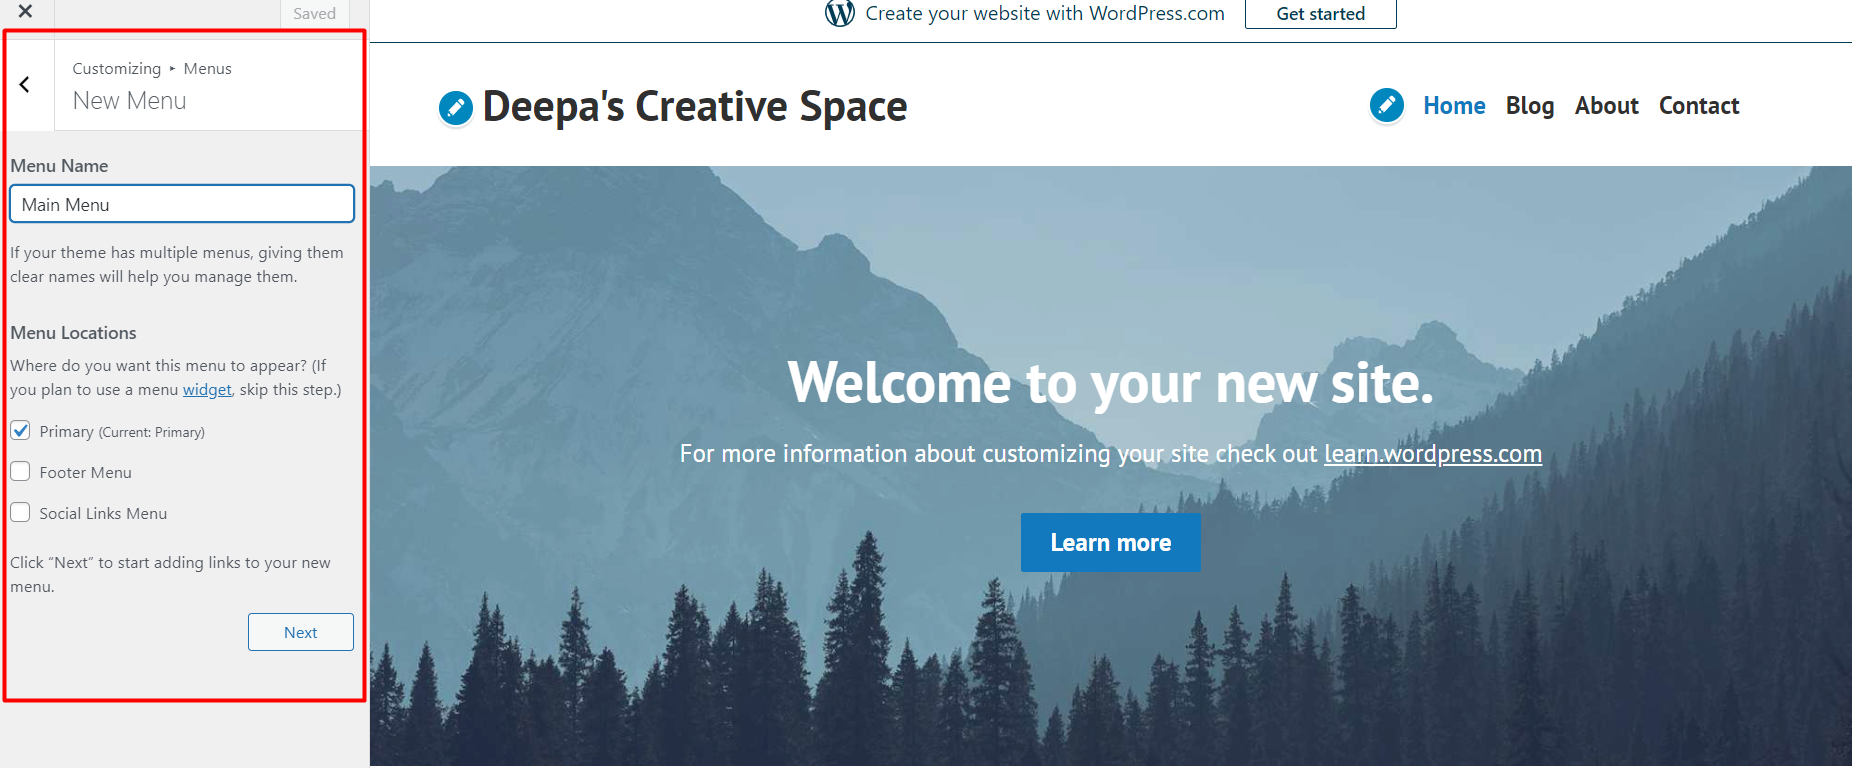 Saved
Create your website with WordPress.com
Get started
Customizing ▸ Menus
New Menu
Deepa's Creative Space
Home Blog About Contact
Menu Name
Main Menu
If your theme has multiple menus, giving them
clear names will help you manage them.
Menu Locations
Where do you want this menu to appear? (If
you plan to use a menu widget, skip this step.)
Primary (Current: Primary)
Footer Menu
Social Links Menu
Click “Next” to start adding links to your new
menu.
Next
Welcome to your new site.
For more information about customizing your site check out learn.wordpress.com
Learn more